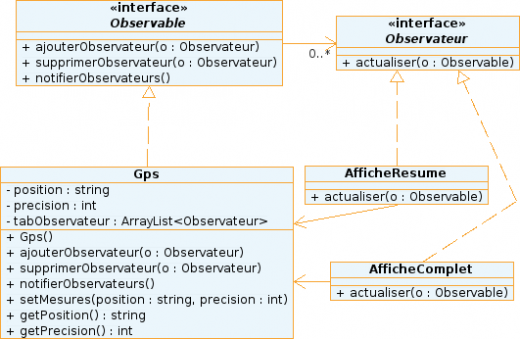 «interface»
Observable
+ ajouterObservateur(o : Observateur)
+ supprimerObservateur(o : Observateur)
+ notifierObservateurs()
0..*
«interface»
Observateur
+ actualiser(o : Observable)
Gps
- position : string
- precision : int
- tabObservateur : ArrayList<Observateur>
+ Gps()
+ ajouterObservateur(o : Observateur)
+ supprimerObservateur(o : Observateur)
+ notifierObservateurs()
+ setMesures(position : string, precision : int)
+ getPosition() : string
+ getPrecision() : int
AfficheResume
+ actualiser(o : Observable)
AfficheComplet
+ actualiser(o : Observable)